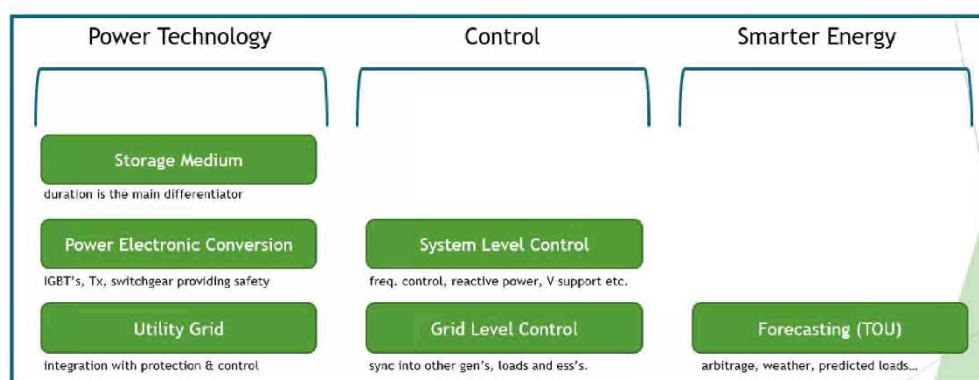 Power Technology
Control
Smarter Energy
Storage Medium
duration is the main differentiator
Power Electronic Conversion
System Level Control
IGBT's, Tx, switchgear providing safety
freq. control, reactive power, V support etc.
Utility Grid
Grid Level Control
Forecasting (TOU)
integration with protection & control
sync into other gen's, loads and ess's.
arbitrage, weather, predicted loads…